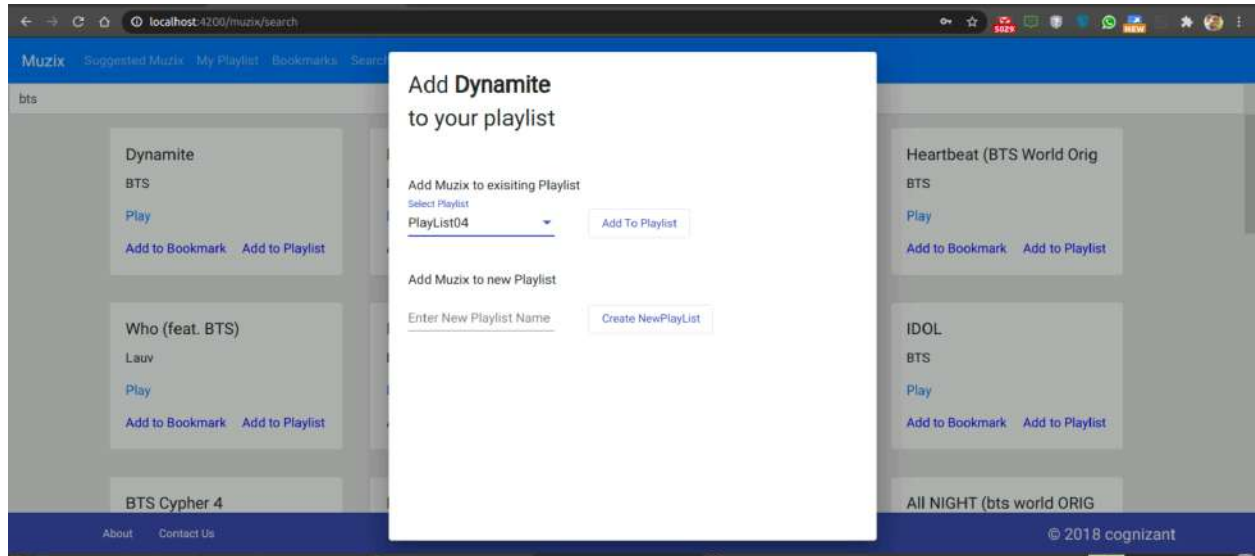 localhost:4200/muzix/search
5029
NEW
Muzix Suggested Muzix My Playlist Bookmarks Search
bts
Add Dynamite
to your playlist
Add Muzix to exisiting Playlist
Select Playlist
PlayList04
Add To Playlist
Add Muzix to new Playlist
Enter New Playlist Name
Create NewPlayList
Dynamite
BTS
Play
Add to Bookmark Add to Playlist
Heartbeat (BTS World Orig
BTS
Play
Add to Bookmark Add to Playlist
Who (feat. BTS)
Lauv
Play
Add to Bookmark Add to Playlist
IDOL
BTS
Play
Add to Bookmark Add to Playlist
BTS Cypher 4
All NIGHT (bts world ORIG
About Contact Us
© 2018 cognizant